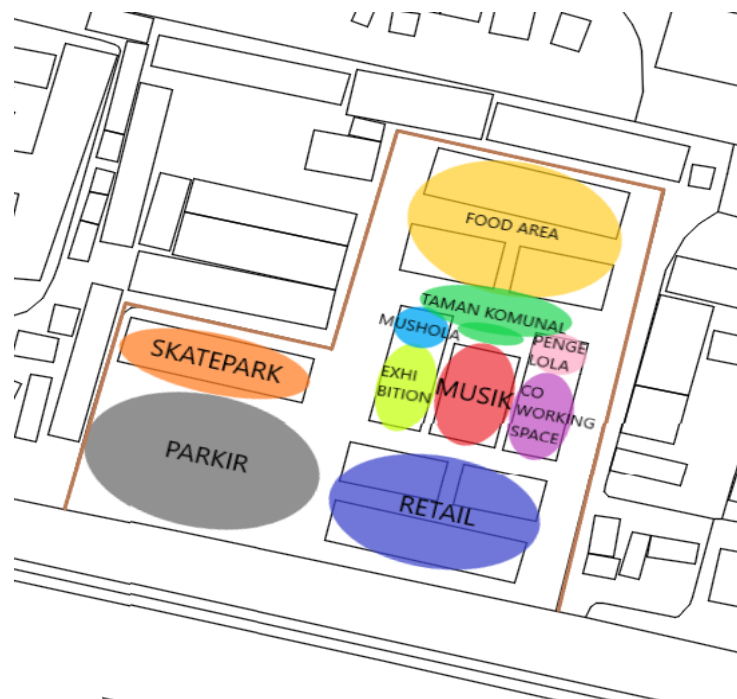 FOOD AREA
TAMAN KOMUNAL
MUSHOLA
PENGE
LOLA
SKATEPARK
EXHI
BITION
MUSIK
CO
WORKING
SPACE
PARKIR
RETAIL